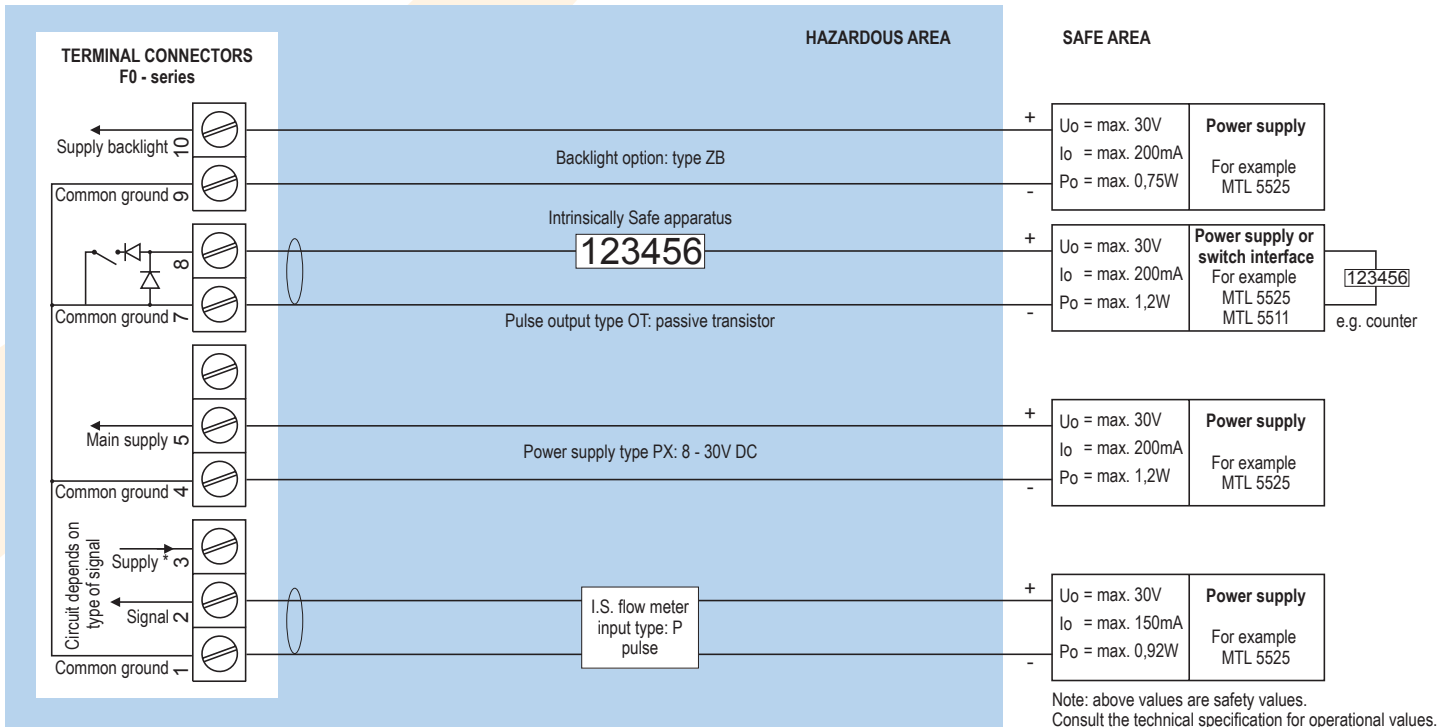 HAZARDOUS AREA
SAFE AREA
TERMINAL CONNECTORS
F0 - series
Supply backlight
10
Common ground
9
Backlight option: type ZB
+
-
Uo = max. 30V
Io = max. 200mA
Po = max. 0,75W
Power supply
For example
MTL 5525
8
Common ground
7
Intrinsically Safe apparatus
123456
Pulse output type OT: passive transistor
+
-
Uo = max. 30V
Io = max. 200mA
Po = max. 1,2W
Power supply or
switch interface
For example
MTL 5525
MTL 5511
123456
e.g. counter
Main supply
5
Common ground
4
Power supply type PX: 8 - 30V DC
+
-
Uo = max. 30V
Io = max. 200mA
Po = max. 1,2W
Power supply
For example
MTL 5525
Circuit depends on
type of signal
Supply *
3
Signal
2
Common ground
1
I.S. flow meter
input type: P
pulse
+
-
Uo = max. 30V
Io = max. 150mA
Po = max. 0,92W
Power supply
For example
MTL 5525
Note: above values are safety values.
Consult the technical specification for operational values.